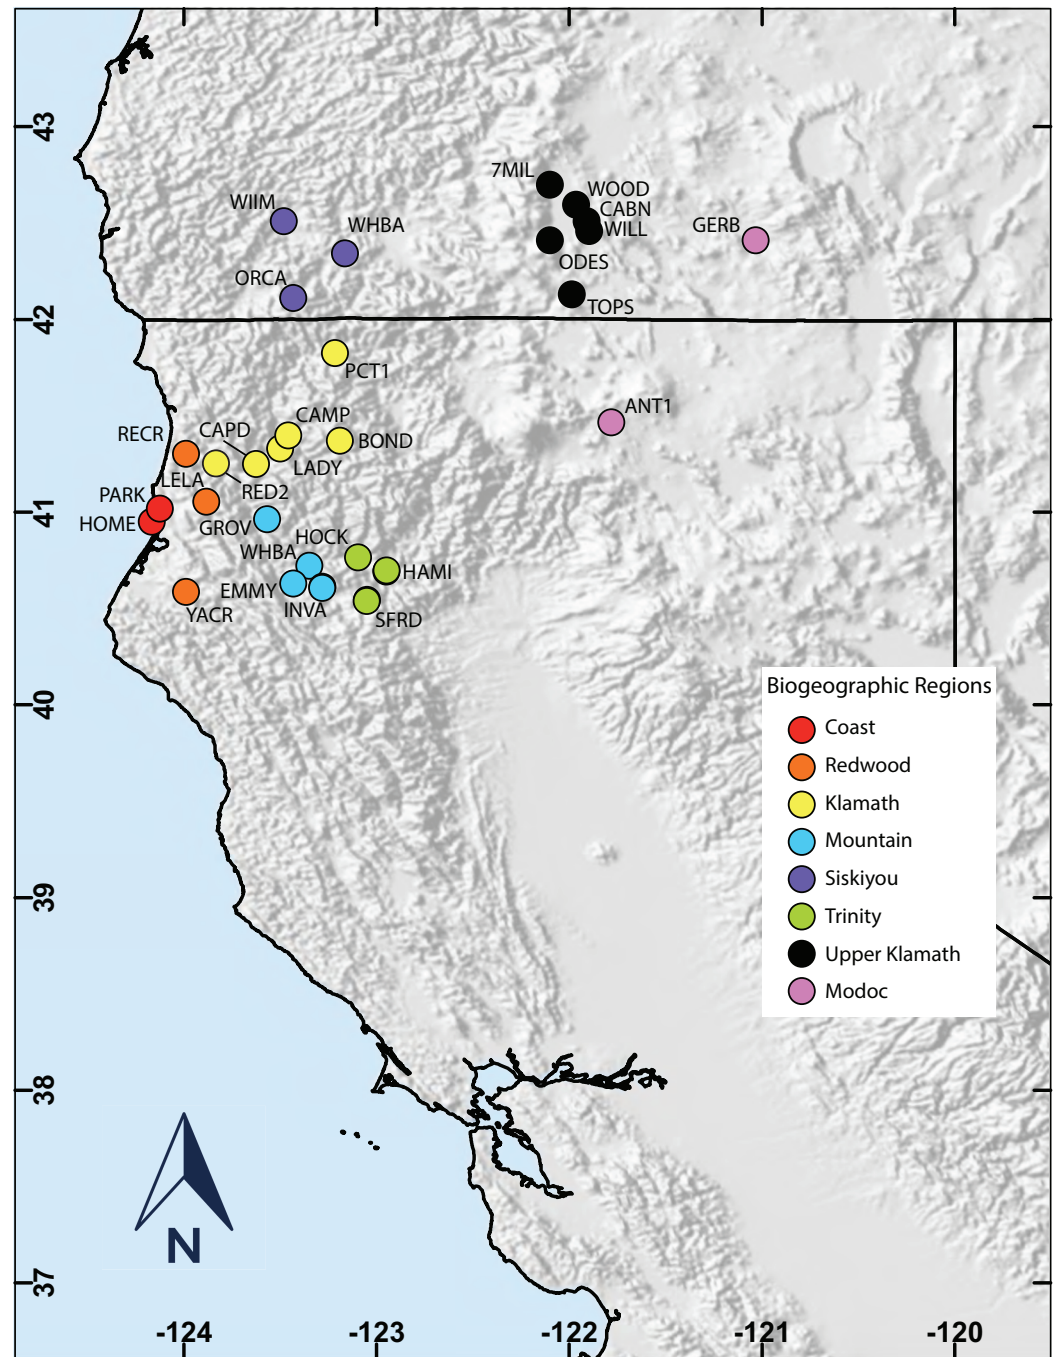 43
7MIL
WOOD
WIIM
CABN
WHBA
GERB
WILL
ODES
ORCA
TOPS
42
PCT1
ANT1
CAMP
RECR
CAPD
BOND
LADY
LELA
RED2
PARK
41
HOME
GROV
HOCK
WHBA
HAMI
EMMY
INVA
YACR
SFRD
Biogeographic Regions
40
Coast
Redwood
Klamath
Mountain
Siskiyou
39
Trinity
Upper Klamath
Modoc
38
N
37
-124
-123
-122
-121
-120